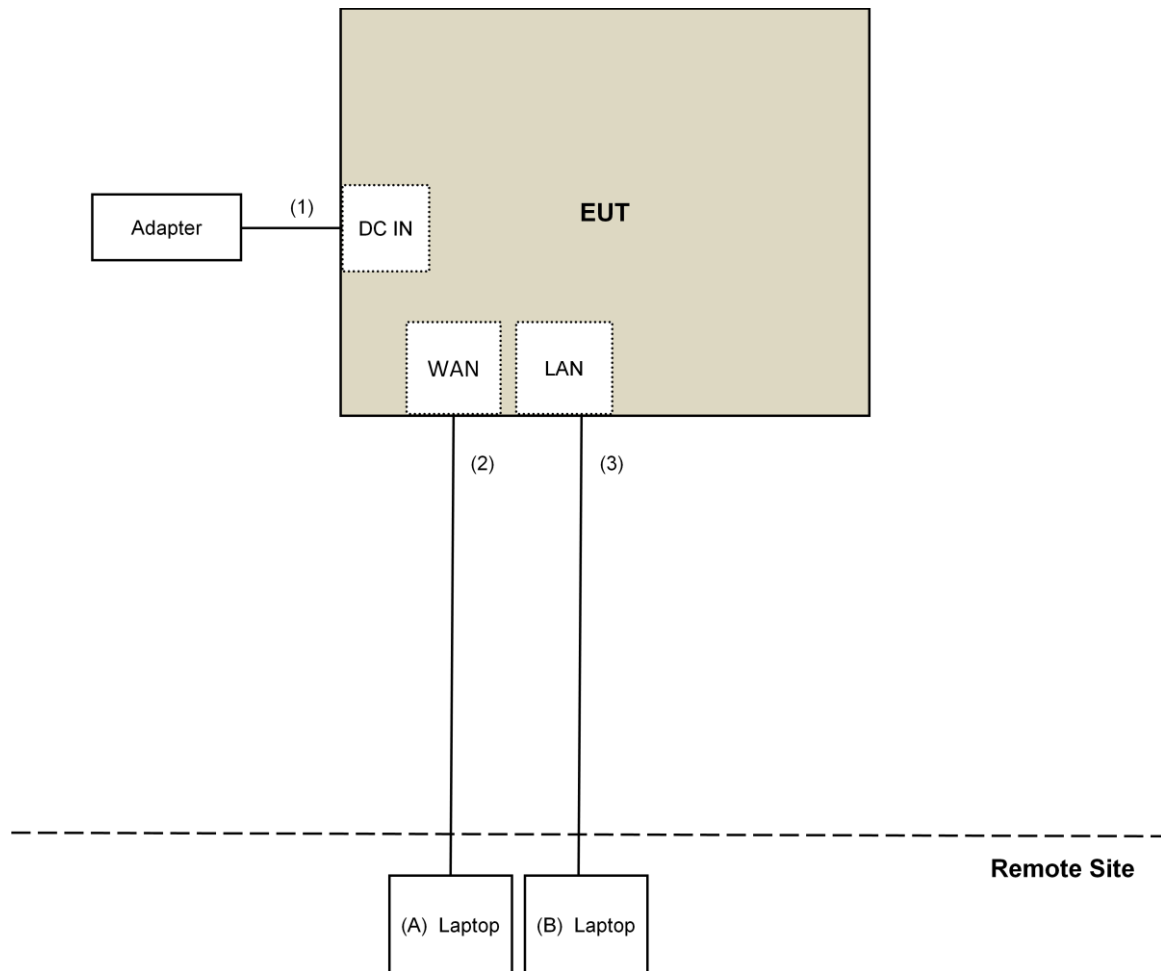 EUT
Adapter
(1)
DC IN
WAN
LAN
(2)
(3)
Remote Site
(A) Laptop
(B) Laptop